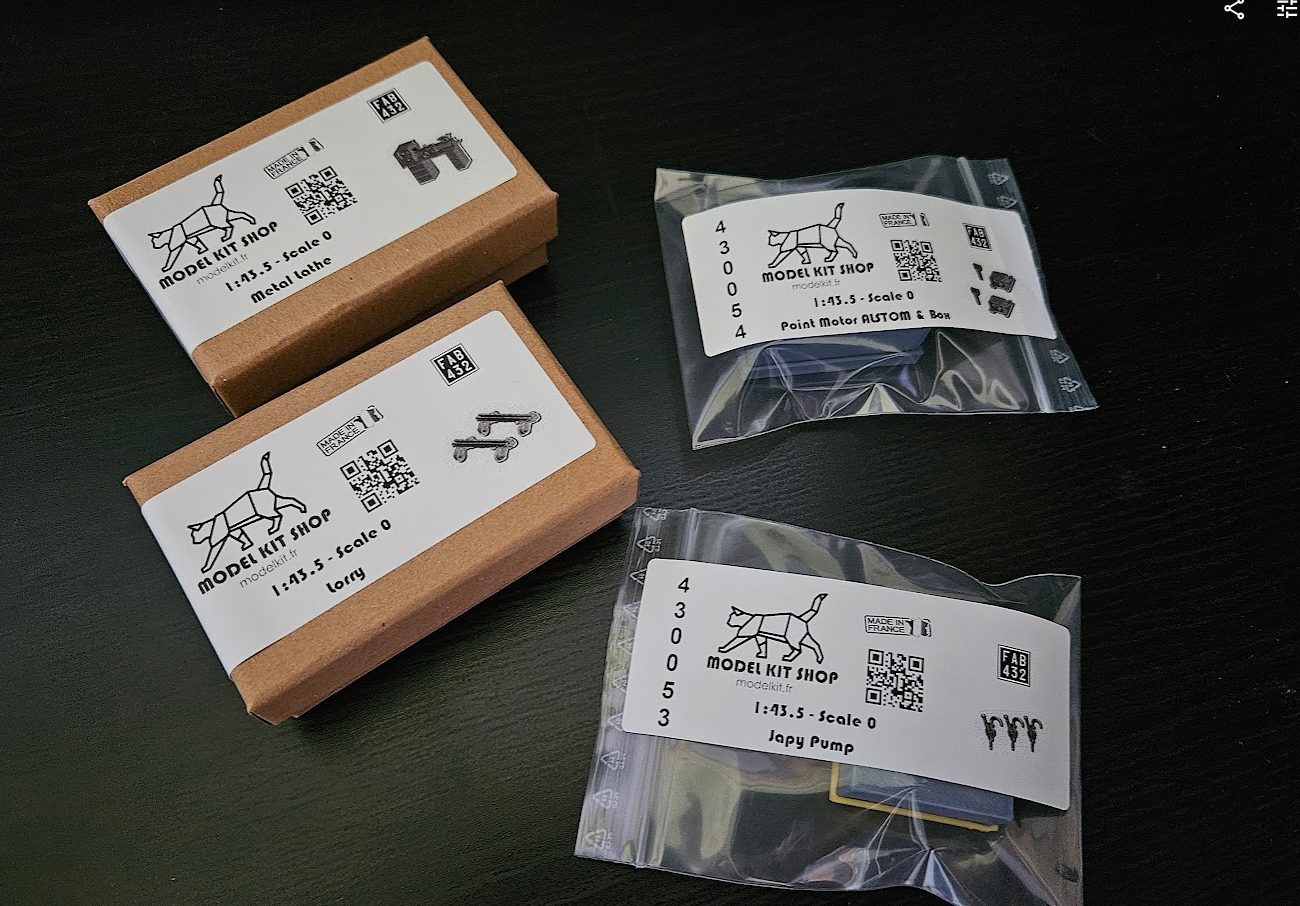 FAB
432
MADE IN
FRANCE
MODEL KIT SHOP
modelkit.fr
1:43.5 - Scale 0
Metal Lathe
FAB
432
MADE IN
FRANCE
MODEL KIT SHOP
modelkit.fr
1:43.5 - Scale 0
Lorry
4
3
0
0
5
4
MADE IN
FRANCE
FAB
432
MODEL KIT SHOP
modelkit.fr
1:43.5 - Scale 0
Point Motor ALSTOM & Box
4
3
0
0
5
3
MADE IN
FRANCE
FAB
432
MODEL KIT SHOP
modelkit.fr
1:43.5 - Scale 0
Japy Pump